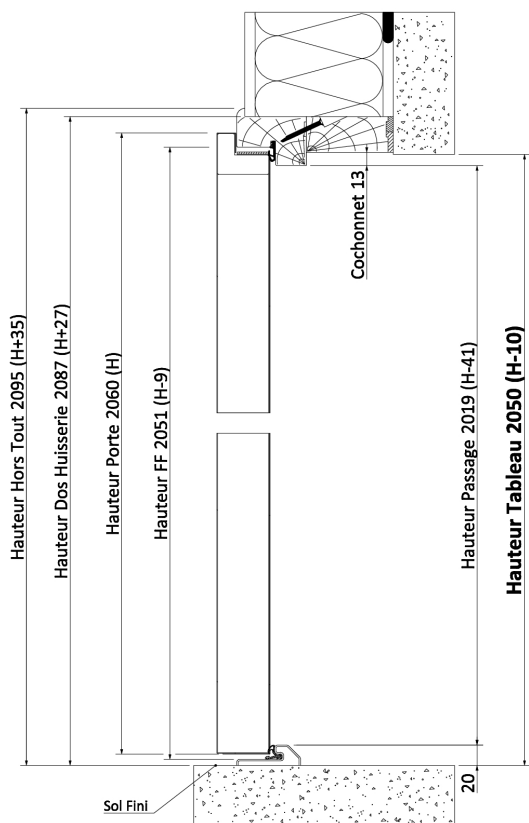 Hauteur Hors Tout 2095 (H+35)
Hauteur Dos Huisserie 2087 (H+27)
Hauteur Porte 2060 (H)
Hauteur FF 2051 (H-9)
Cochonnet 13
Hauteur Passage 2019 (H-41)
Hauteur Tableau 2050 (H-10)
20
Sol Fini